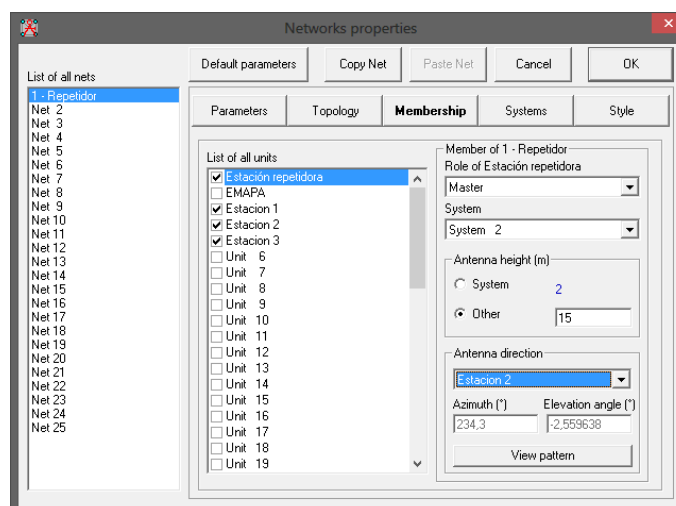 Networks properties
Default parameters
Copy Net
Paste Net
Cancel
OK
List of all nets
1 - Repetidor
Net 2
Net 3
Net 4
Net 5
Net 6
Net 7
Net 8
Net 9
Net 10
Net 11
Net 12
Net 13
Net 14
Net 15
Net 16
Net 17
Net 18
Net 19
Net 20
Net 21
Net 22
Net 23
Net 24
Net 25
Parameters
Topology
Membership
Systems
Style
List of all units
Estación repetidora
EMAPA
Estacion 1
Estacion 2
Estacion 3
Unit 6
Unit 7
Unit 8
Unit 9
Unit 10
Unit 11
Unit 12
Unit 13
Unit 14
Unit 15
Unit 16
Unit 17
Unit 18
Unit 19
Member of 1 - Repetidor
Role of Estación repetidora
Master
System
System 2
Antenna height (m)
System 2
Other 15
Antenna direction
Estacion 2
Azimuth (°) Elevation angle (°)
234,3 -2,559638
View pattern